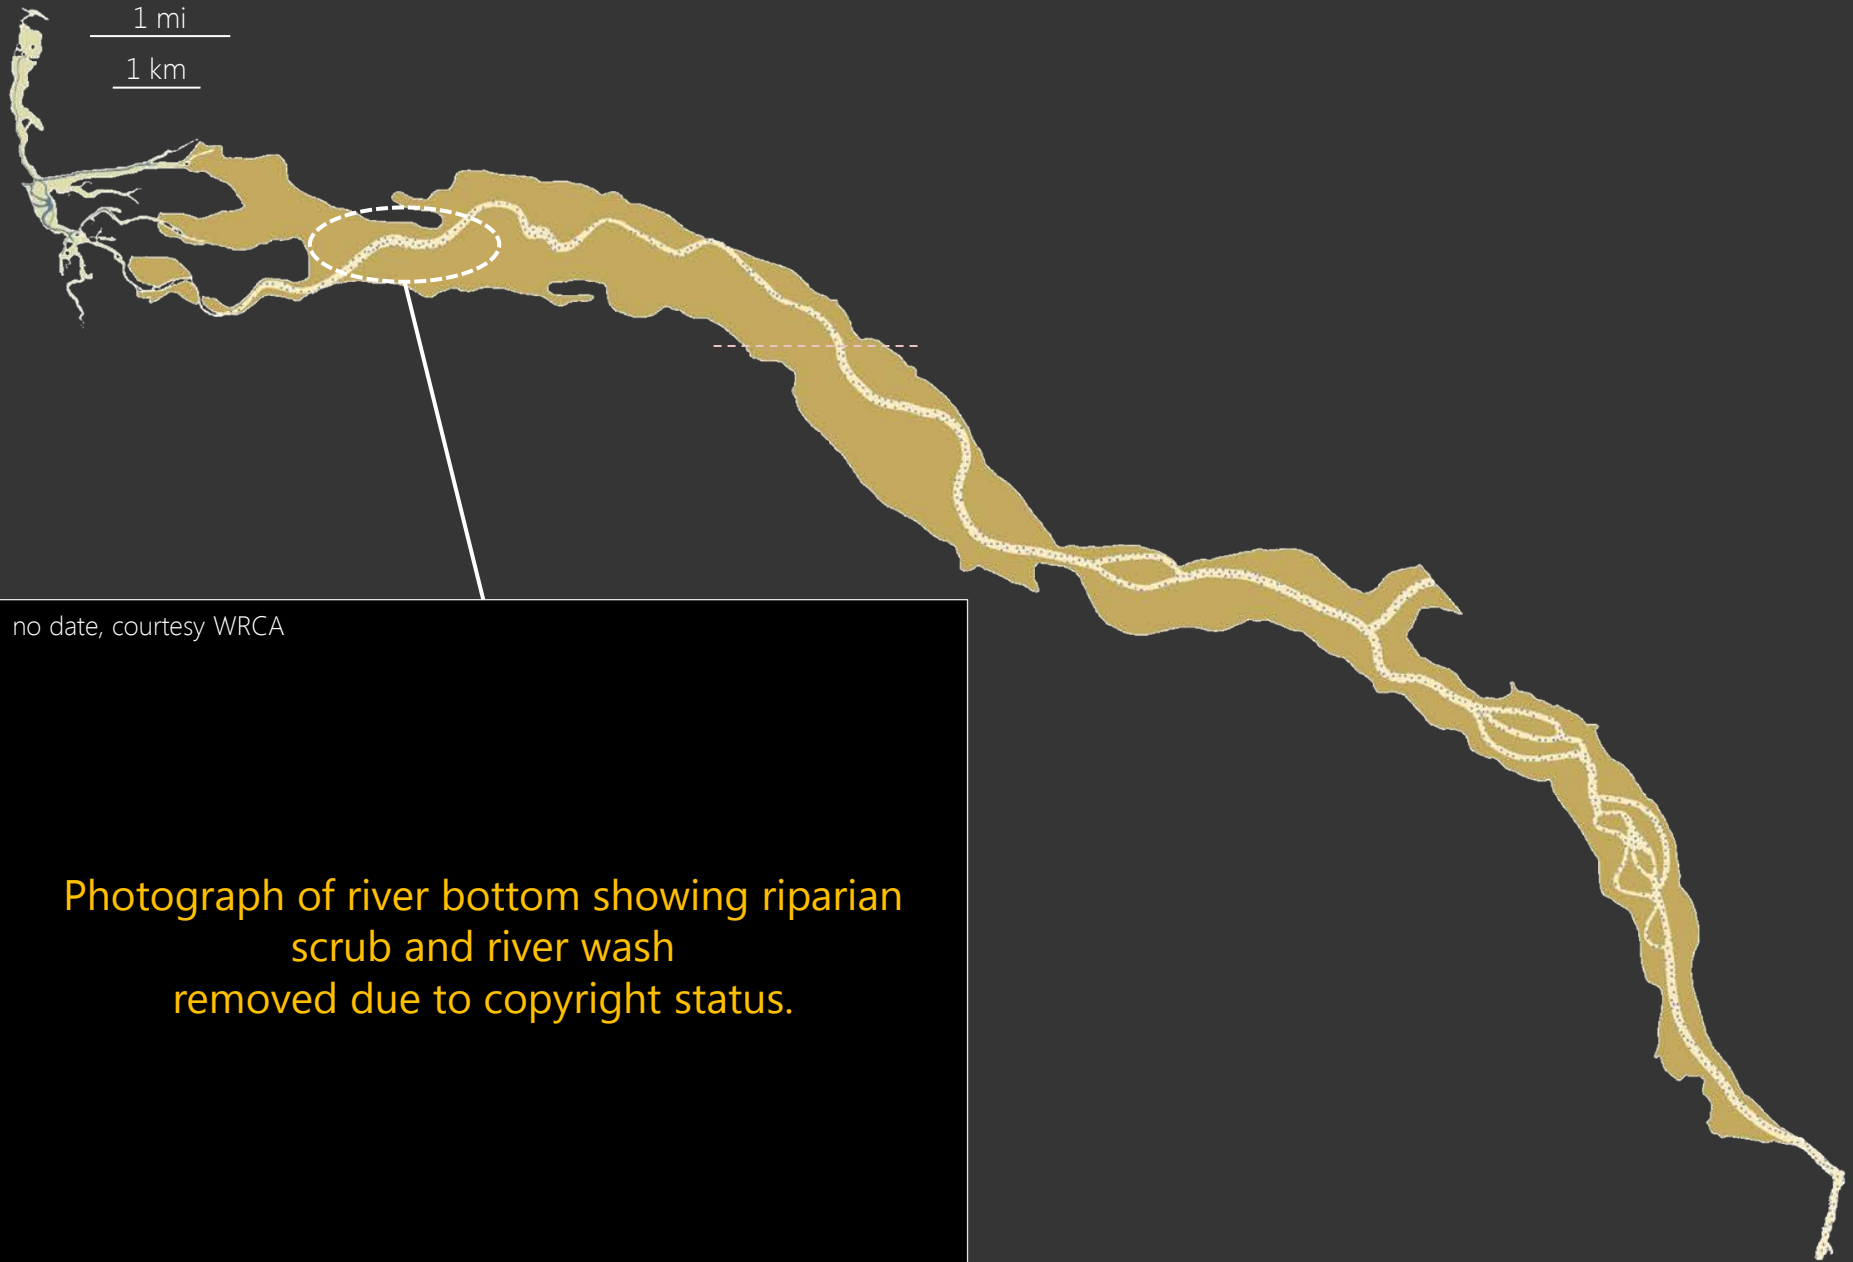 1 mi
1 km
no date, courtesy WRCA
Photograph of river bottom showing riparian
scrub and river wash
removed due to copyright status.